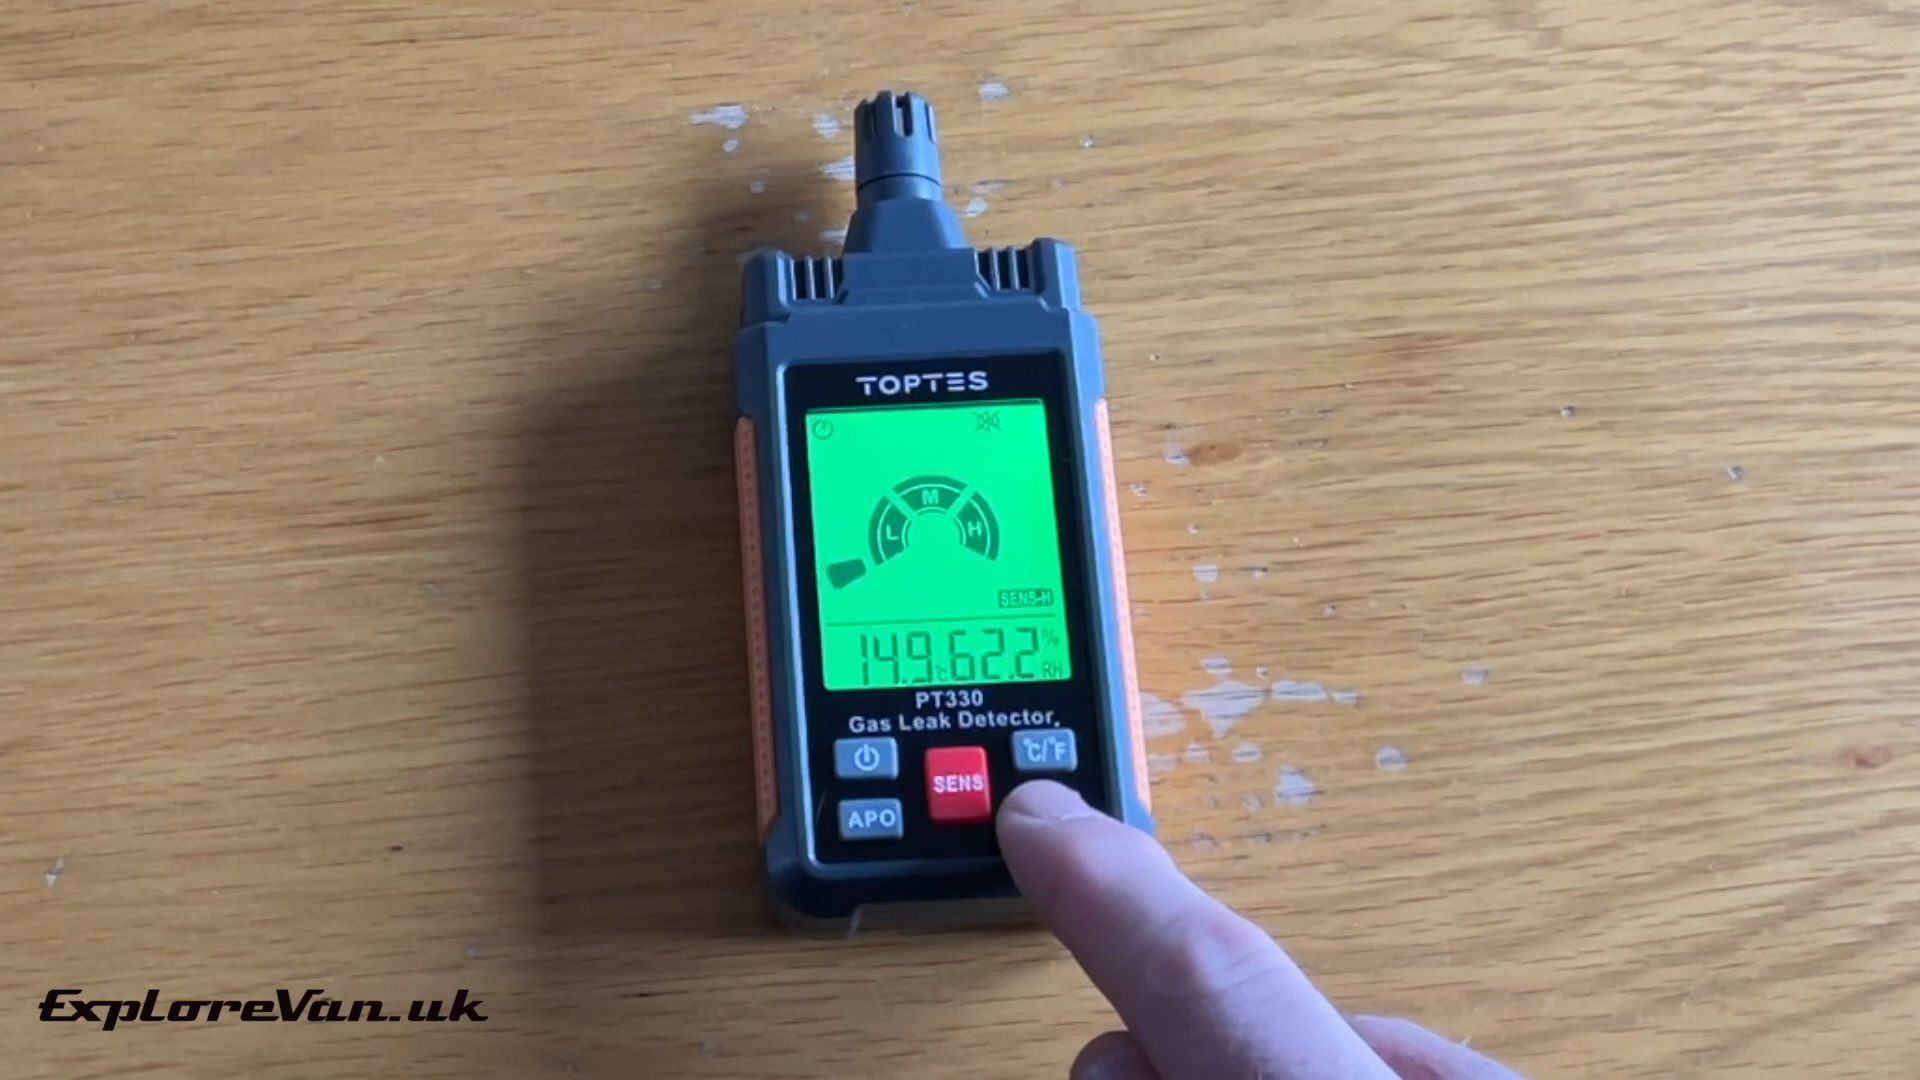 TOPTES
M
L H
SENS-H
14.9°C 62.2%
RH
PT330
Gas Leak Detector.
SENS
°C/°F
APO
ExploreVan.uk